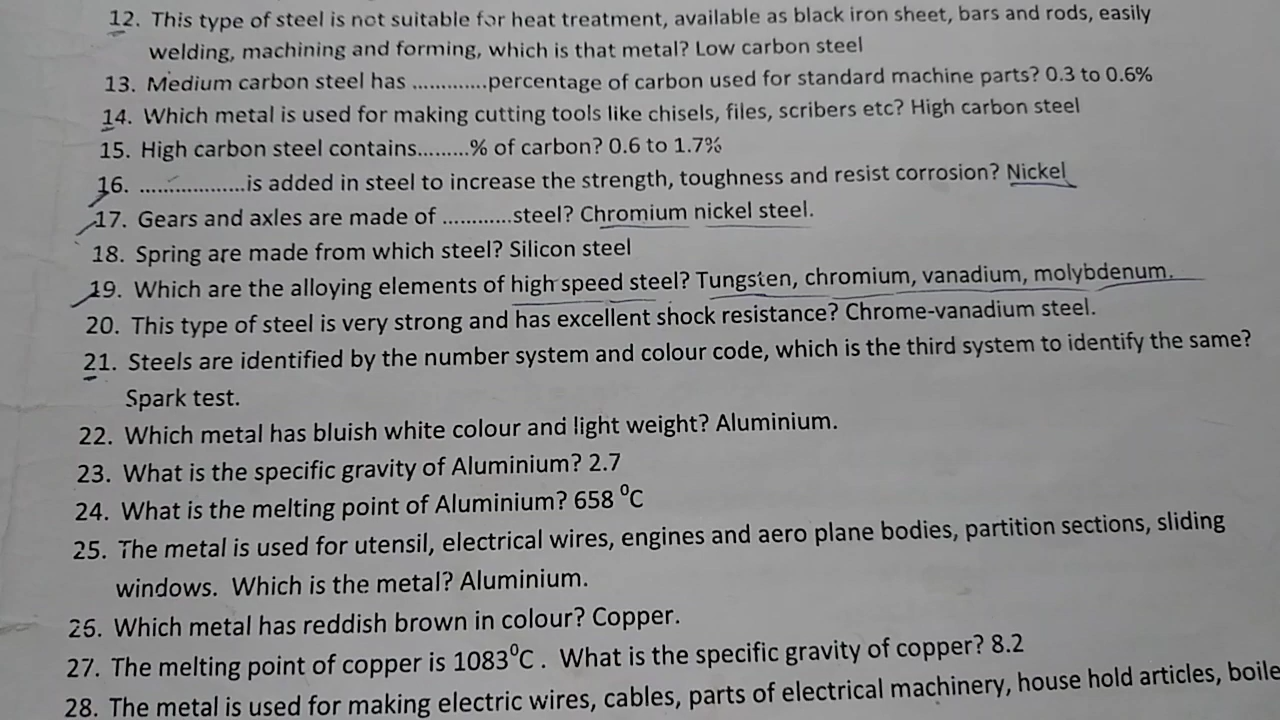 12. This type of steel is not suitable for heat treatment, available as black iron sheet, bars and rods, easily
welding, machining and forming, which is that metal? Low carbon steel
13. Medium carbon steel has .............percentage of carbon used for standard machine parts? 0.3 to 0.6%
14. Which metal is used for making cutting tools like chisels, files, scribers etc? High carbon steel
15. High carbon steel contains.........% of carbon? 0.6 to 1.7%
16. ...................is added in steel to increase the strength, toughness and resist corrosion? Nickel
17. Gears and axles are made of ............steel? Chromium nickel steel.
18. Spring are made from which steel? Silicon steel
19. Which are the alloying elements of high speed steel? Tungsten, chromium, vanadium, molybdenum.
20. This type of steel is very strong and has excellent shock resistance? Chrome-vanadium steel.
21. Steels are identified by the number system and colour code, which is the third system to identify the same?
Spark test.
22. Which metal has bluish white colour and light weight? Aluminium.
23. What is the specific gravity of Aluminium? 2.7
24. What is the melting point of Aluminium? 658 ⁰C
25. The metal is used for utensil, electrical wires, engines and aero plane bodies, partition sections, sliding
windows. Which is the metal? Aluminium.
26. Which metal has reddish brown in colour? Copper.
27. The melting point of copper is 1083⁰C . What is the specific gravity of copper? 8.2
28. The metal is used for making electric wires, cables, parts of electrical machinery, house hold articles, boile